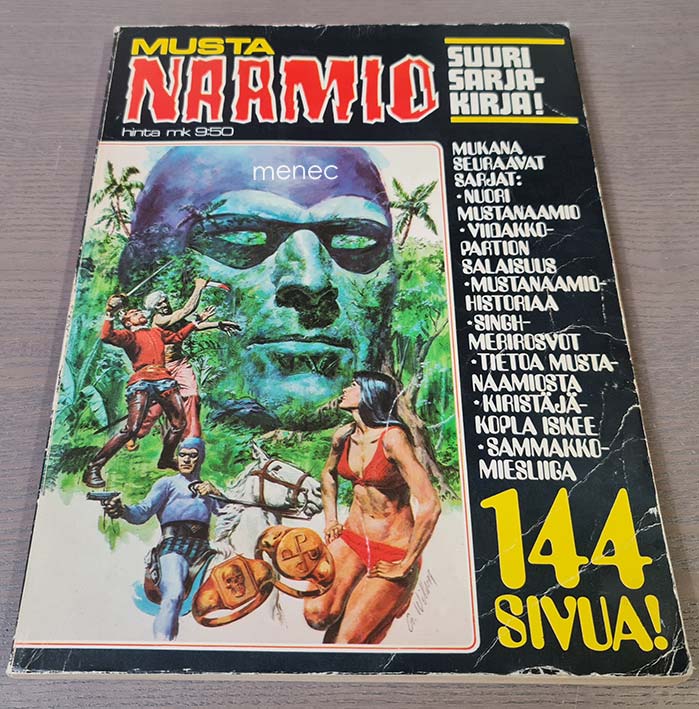 MUSTA
NAAMIO
hinta mk 9:50
SUURI
SARJA-
KIRJA!
menec
MUKANA
SEURAAVAT
SARJAT:
• NUORI
MUSTANAAMIO
• VIIDAKKO-
PARTION
SALAISUUS
• MUSTANAAMIO-
HISTORIAA
• SINGH-
MERIROSVOT
• TIETOA MUSTA-
NAAMIOSTA
• KIRISTÄJÄ-
KOPLA ISKEE
• SAMMAKKO-
MIESLIIGA
144
SIVUA!